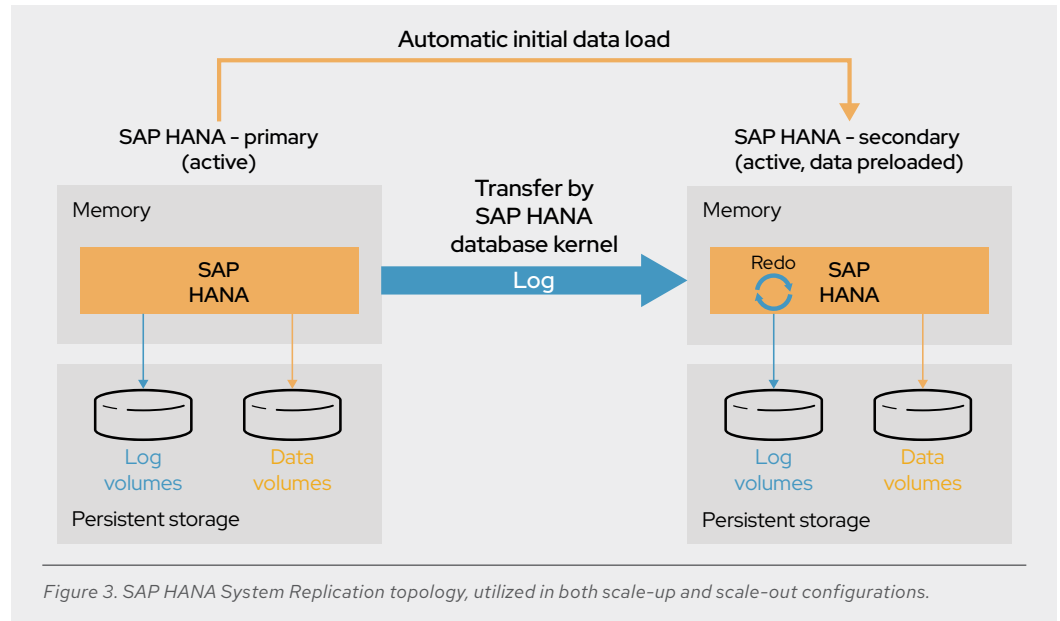 Automatic initial data load
SAP HANA - primary
(active)
SAP HANA - secondary
(active, data preloaded)
Transfer by
SAP HANA
database kernel
Log
Memory
SAP
HANA
Log
volumes
Data
volumes
Persistent storage
Memory
Redo
SAP
HANA
Log
volumes
Data
volumes
Persistent storage
Figure 3. SAP HANA System Replication topology, utilized in both scale-up and scale-out configurations.